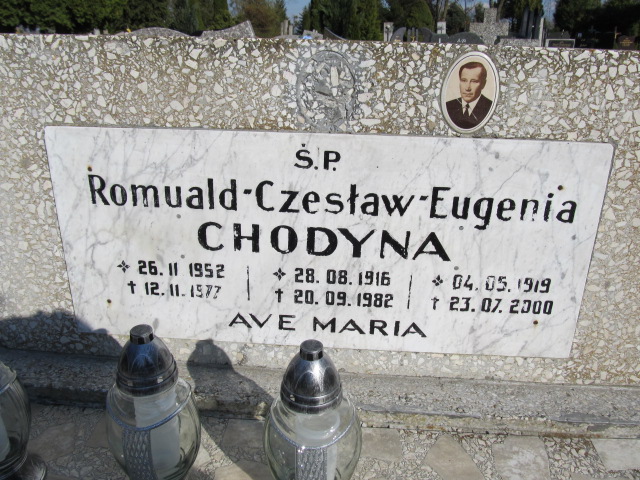 Ś.P.
Romuald-Czesław-Eugenia
CHODYNA
26.11 1952 28.08.1916 04.05.1919
† 12.11.1977 † 20.09.1982 † 23.07.2000
AVE MARIA